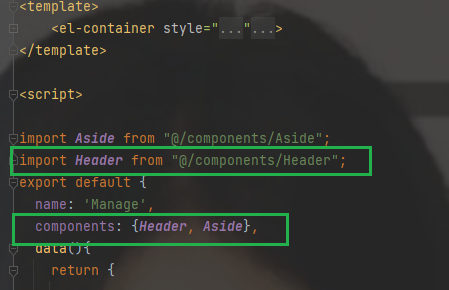 <template>
<el-container style="..."...>
</template>
<script>
import Aside from "@/components/Aside";
import Header from "@/components/Header";
export default {
name: 'Manage',
components: {Header, Aside},
data(){
return {